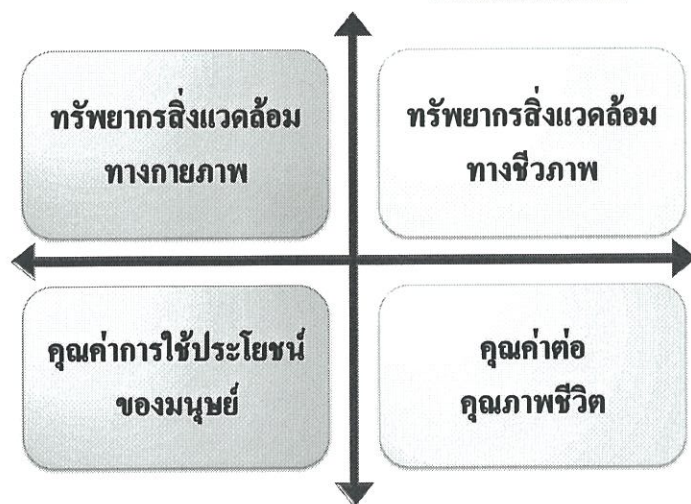 ทรัพยากรสิ่งแวดล้อม
ทางกายภาพ
ทรัพยากรสิ่งแวดล้อม
ทางชีวภาพ
คุณค่าการใช้ประโยชน์
ของมนุษย์
คุณค่าต่อ
คุณภาพชีวิต